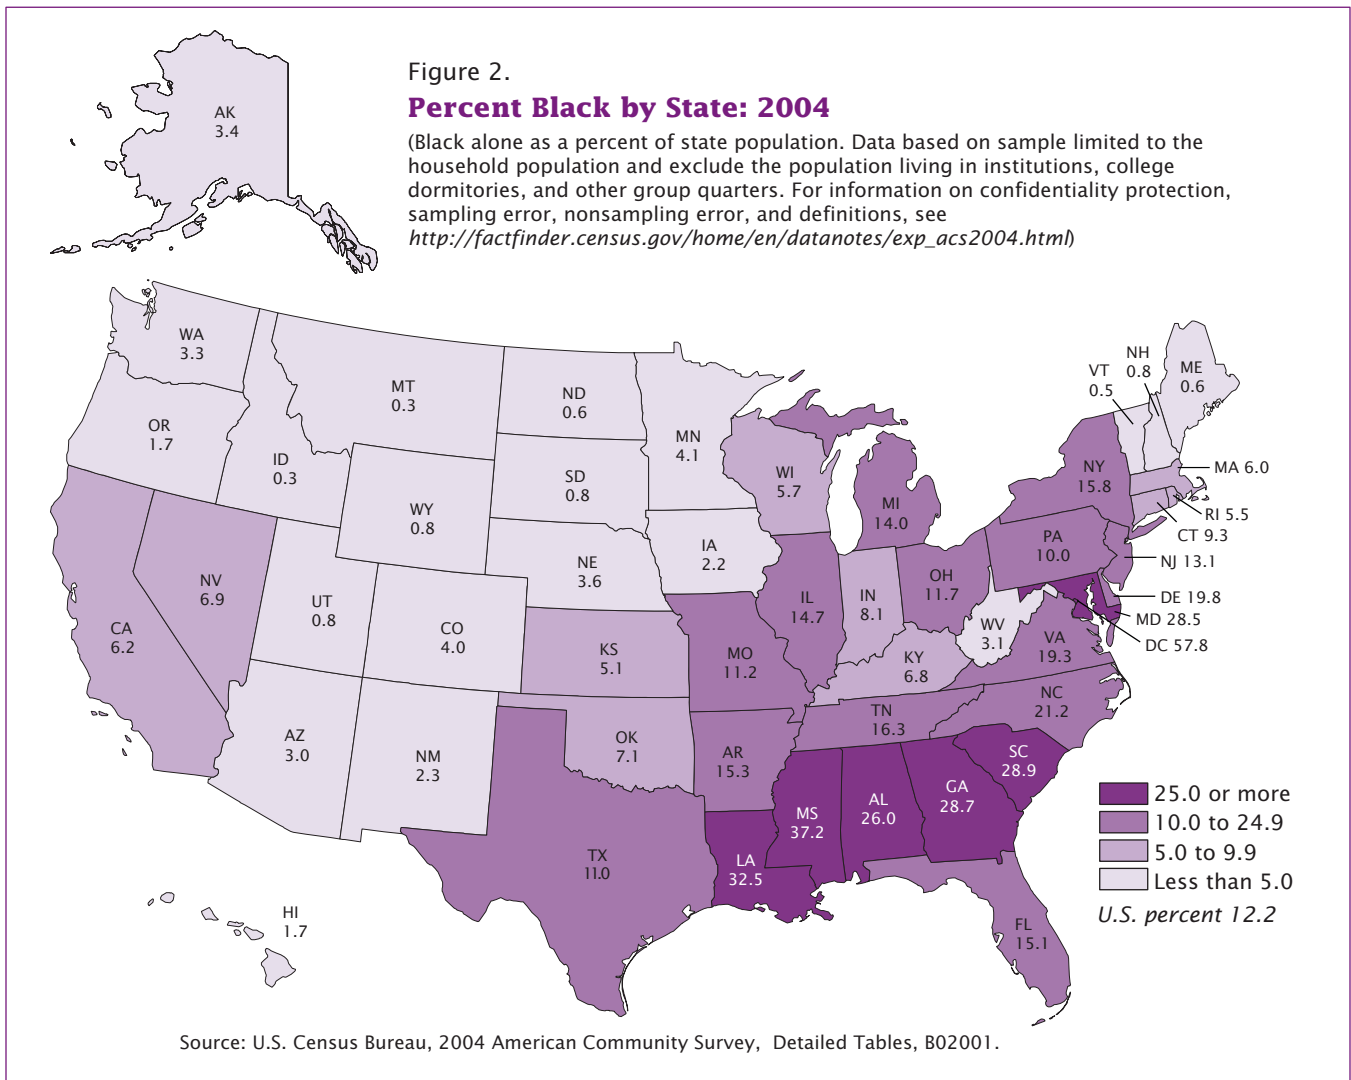 Figure 2.
Percent Black by State: 2004
(Black alone as a percent of state population. Data based on sample limited to the
household population and exclude the population living in institutions, college
dormitories, and other group quarters. For information on confidentiality protection,
sampling error, nonsampling error, and definitions, see
http://factfinder.census.gov/home/en/datanotes/exp_acs2004.html)
AK
3.4
WA
3.3
OR
1.7
ID
0.3
MT
0.3
WY
0.8
ND
0.6
SD
0.8
NE
3.6
MN
4.1
IA
2.2
WI
5.7
MI
14.0
NH
0.8
VT
0.5
ME
0.6
NY
15.8
MA 6.0
RI 5.5
CT 9.3
PA
10.0
NJ 13.1
DE 19.8
MD 28.5
DC 57.8
OH
11.7
IN
8.1
IL
14.7
WV
3.1
VA
19.3
KY
6.8
NC
21.2
TN
16.3
SC
28.9
GA
28.7
AL
26.0
MS
37.2
LA
32.5
AR
15.3
MO
11.2
KS
5.1
OK
7.1
TX
11.0
NM
2.3
CO
4.0
UT
0.8
AZ
3.0
NV
6.9
CA
6.2
FL
15.1
HI
1.7
25.0 or more
10.0 to 24.9
5.0 to 9.9
Less than 5.0
U.S. percent 12.2
Source: U.S. Census Bureau, 2004 American Community Survey, Detailed Tables, B02001.